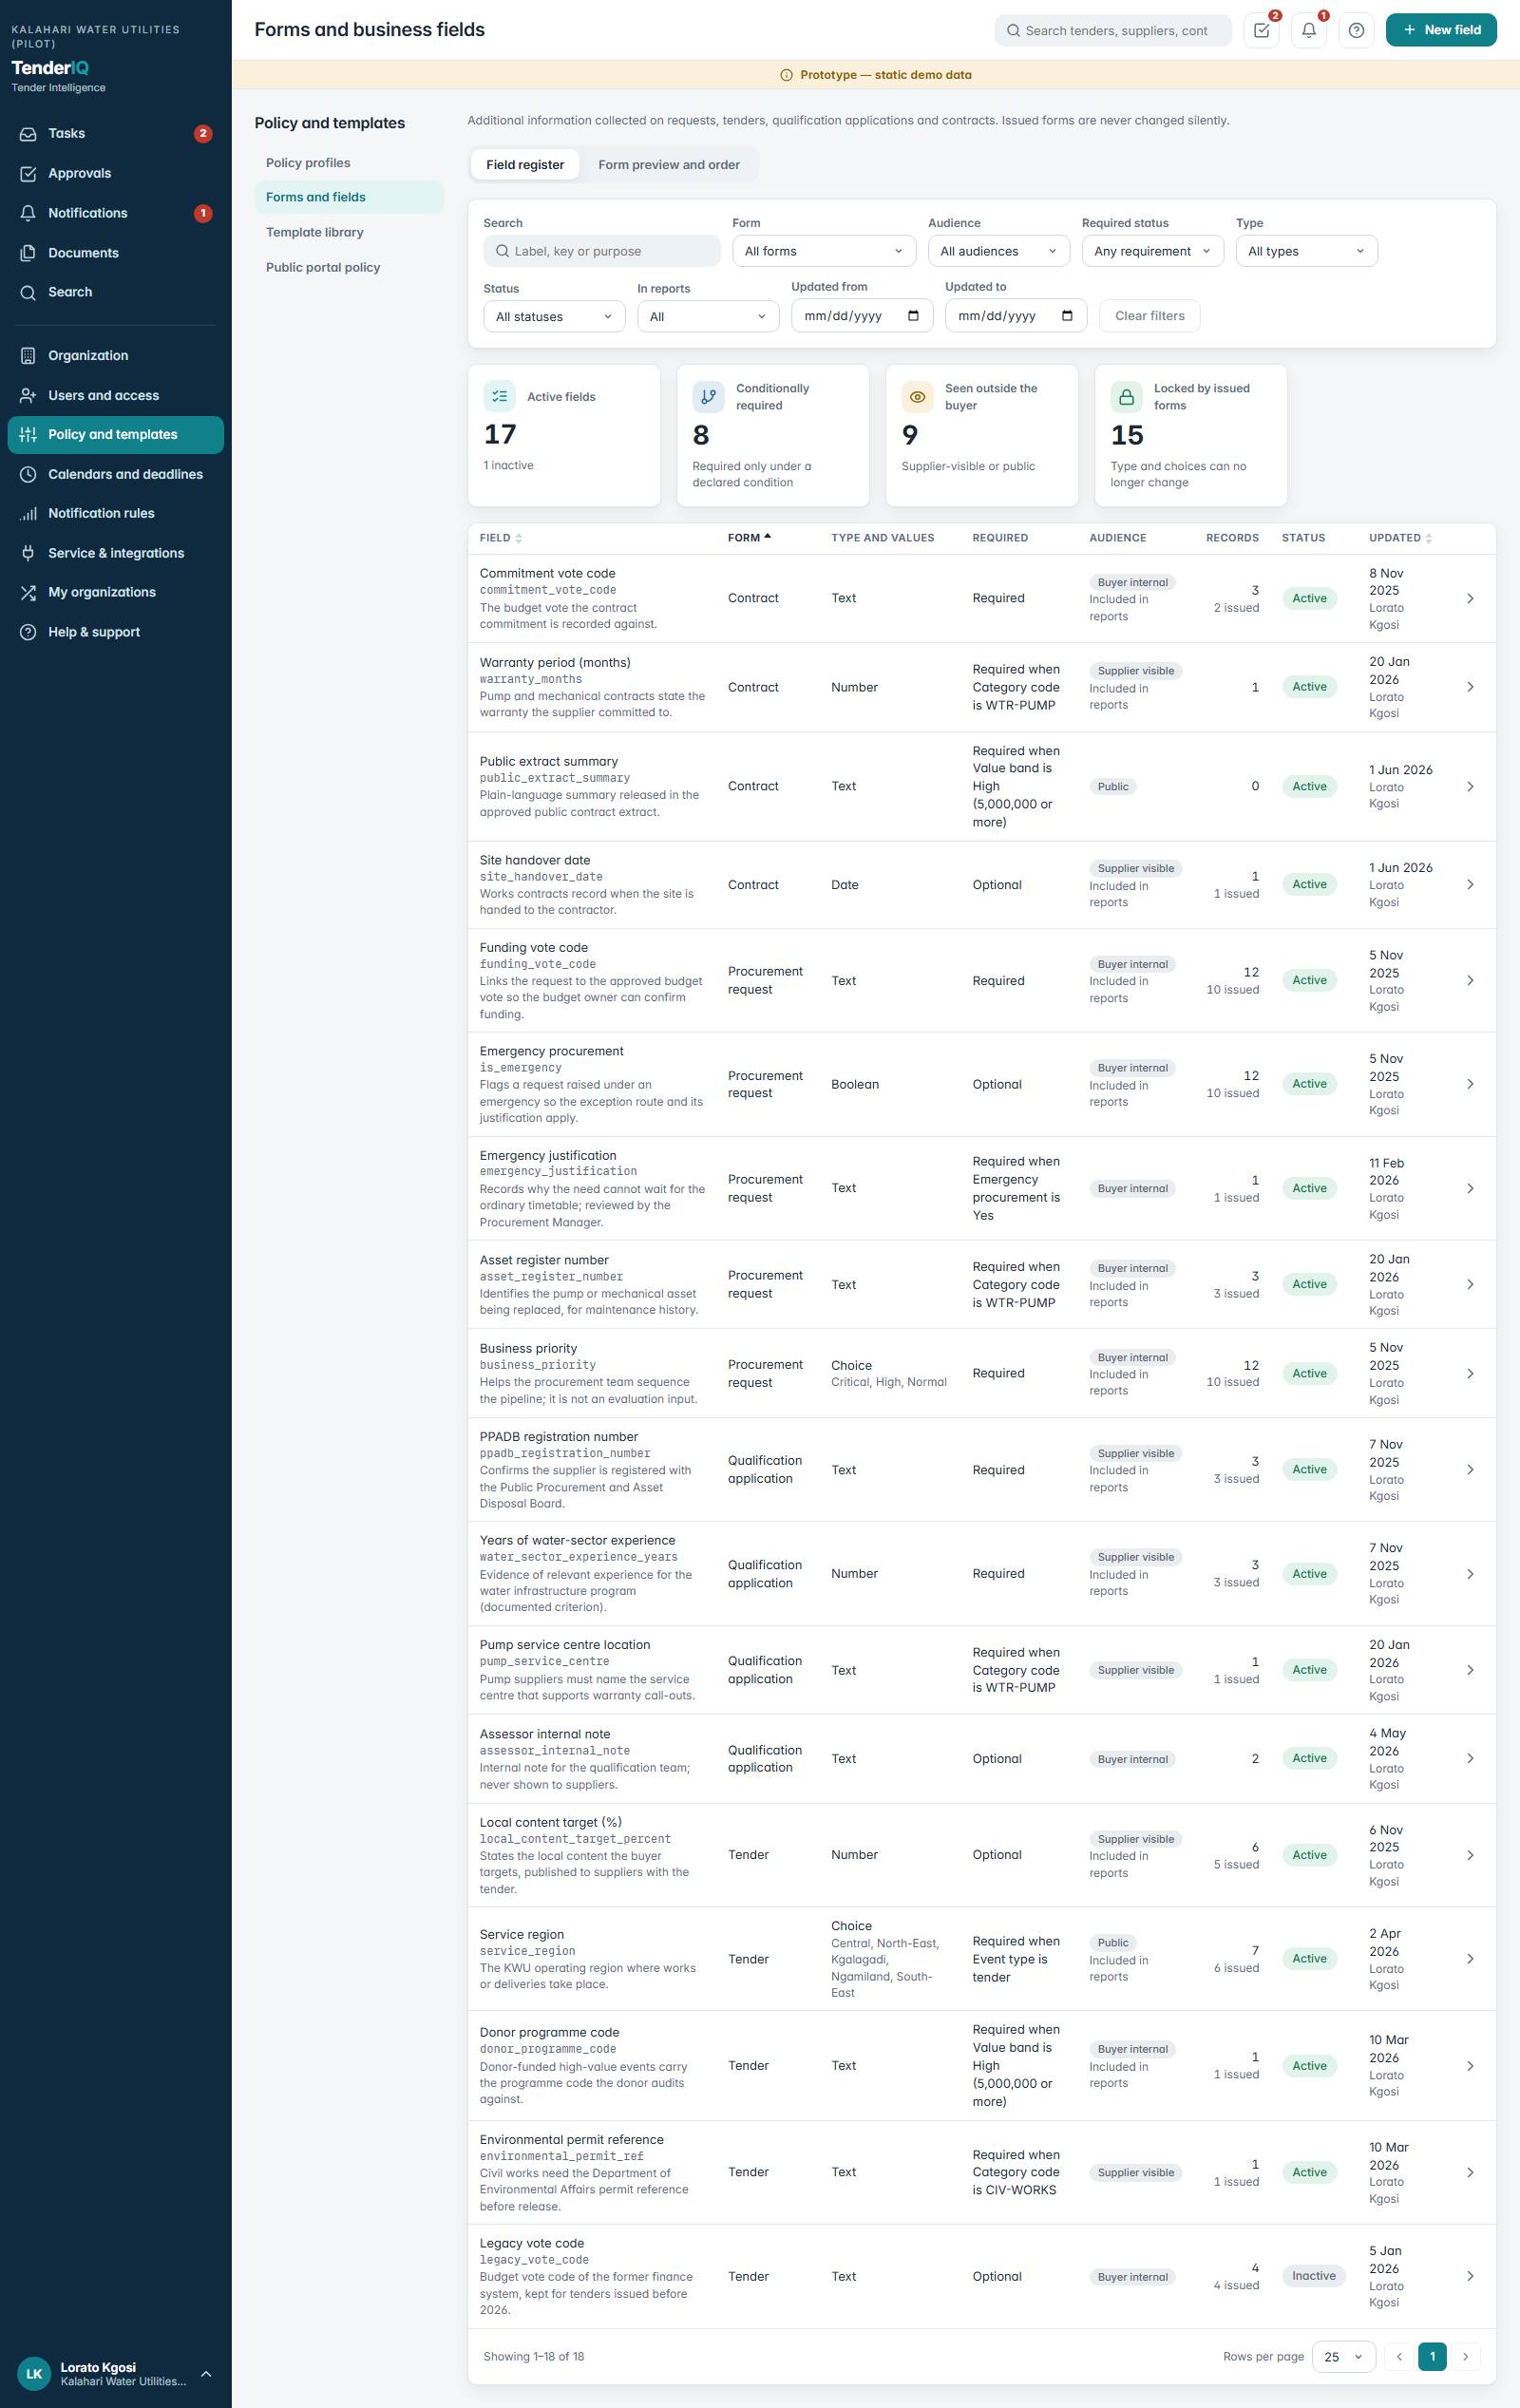 KALAHARI WATER UTILITIES
(PILOT)
TenderIQ
Tender Intelligence
Tasks 2
Approvals
Notifications 1
Documents
Search
Organization
Users and access
Policy and templates
Calendars and deadlines
Notification rules
Service & integrations
My organizations
Help & support
LK
Lorato Kgosi
Kalahari Water Utilities...
Forms and business fields
Search tenders, suppliers, cont
2
1
New field
Prototype — static demo data
Policy and templates
Policy profiles
Forms and fields
Template library
Public portal policy
Additional information collected on requests, tenders, qualification applications and contracts. Issued forms are never changed silently.
Field register Form preview and order
Search Form Audience Required status Type
Label, key or purpose All forms All audiences Any requirement All types
Status In reports Updated from Updated to
All statuses All mm/dd/yyyy mm/dd/yyyy Clear filters
Active fields
17
1 inactive
Conditionally
required
8
Required only under a
declared condition
Seen outside the
buyer
9
Supplier-visible or public
Locked by issued
forms
15
Type and choices can no
longer change
FIELD FORM TYPE AND VALUES REQUIRED AUDIENCE RECORDS STATUS UPDATED
Commitment vote code
commitment_vote_code
The budget vote the contract
commitment is recorded against.
Contract
Text
Required
Buyer internal
Included in
reports
3
2 issued
Active
8 Nov
2025
Lorato
Kgosi
Warranty period (months)
warranty_months
Pump and mechanical contracts state the
warranty the supplier committed to.
Contract
Number
Required when
Category code
is WTR-PUMP
Supplier visible
Included in
reports
1
Active
20 Jan
2026
Lorato
Kgosi
Public extract summary
public_extract_summary
Plain-language summary released in the
approved public contract extract.
Contract
Text
Required when
Value band is
High
(5,000,000 or
more)
Public
0
Active
1 Jun 2026
Lorato
Kgosi
Site handover date
site_handover_date
Works contracts record when the site is
handed to the contractor.
Contract
Date
Optional
Supplier visible
Included in
reports
1
1 issued
Active
1 Jun 2026
Lorato
Kgosi
Funding vote code
funding_vote_code
Links the request to the approved budget
vote so the budget owner can confirm
funding.
Procurement
request
Text
Required
Buyer internal
Included in
reports
12
10 issued
Active
5 Nov
2025
Lorato
Kgosi
Emergency procurement
is_emergency
Flags a request raised under an
emergency so the exception route and its
justification apply.
Procurement
request
Boolean
Optional
Buyer internal
Included in
reports
12
10 issued
Active
5 Nov
2025
Lorato
Kgosi
Emergency justification
emergency_justification
Records why the need cannot wait for the
ordinary timetable; reviewed by the
Procurement Manager.
Procurement
request
Text
Required when
Emergency
procurement is
Yes
Buyer internal
1
1 issued
Active
11 Feb
2026
Lorato
Kgosi
Asset register number
asset_register_number
Identifies the pump or mechanical asset
being replaced, for maintenance history.
Procurement
request
Text
Required when
Category code
is WTR-PUMP
Buyer internal
Included in
reports
3
3 issued
Active
20 Jan
2026
Lorato
Kgosi
Business priority
business_priority
Helps the procurement team sequence
the pipeline; it is not an evaluation input.
Procurement
request
Choice
Critical, High, Normal
Required
Buyer internal
Included in
reports
12
10 issued
Active
5 Nov
2025
Lorato
Kgosi
PPADB registration number
ppadb_registration_number
Confirms the supplier is registered with
the Public Procurement and Asset
Disposal Board.
Qualification
application
Text
Required
Supplier visible
Included in
reports
3
3 issued
Active
7 Nov
2025
Lorato
Kgosi
Years of water-sector experience
water_sector_experience_years
Evidence of relevant experience for the
water infrastructure program
(documented criterion).
Qualification
application
Number
Required
Supplier visible
Included in
reports
3
3 issued
Active
7 Nov
2025
Lorato
Kgosi
Pump service centre location
pump_service_centre
Pump suppliers must name the service
centre that supports warranty call-outs.
Qualification
application
Text
Required when
Category code
is WTR-PUMP
Supplier visible
1
1 issued
Active
20 Jan
2026
Lorato
Kgosi
Assessor internal note
assessor_internal_note
Internal note for the qualification team;
never shown to suppliers.
Qualification
application
Text
Optional
Buyer internal
2
Active
4 May
2026
Lorato
Kgosi
Local content target (%)
local_content_target_percent
States the local content the buyer
targets, published to suppliers with the
tender.
Tender
Number
Optional
Supplier visible
Included in
reports
6
5 issued
Active
6 Nov
2025
Lorato
Kgosi
Service region
service_region
The KWU operating region where works
or deliveries take place.
Tender
Choice
Central, North-East,
Kgalagadi,
Ngamiland, South-
East
Required when
Event type is
tender
Public
Included in
reports
7
6 issued
Active
2 Apr
2026
Lorato
Kgosi
Donor programme code
donor_programme_code
Donor-funded high-value events carry
the programme code the donor audits
against.
Tender
Text
Required when
Value band is
High
(5,000,000 or
more)
Buyer internal
Included in
reports
1
1 issued
Active
10 Mar
2026
Lorato
Kgosi
Environmental permit reference
environmental_permit_ref
Civil works need the Department of
Environmental Affairs permit reference
before release.
Tender
Text
Required when
Category code
is CIV-WORKS
Supplier visible
1
1 issued
Active
10 Mar
2026
Lorato
Kgosi
Legacy vote code
legacy_vote_code
Budget vote code of the former finance
system, kept for tenders issued before
2026.
Tender
Text
Optional
Buyer internal
4
4 issued
Inactive
5 Jan
2026
Lorato
Kgosi
Showing 1–18 of 18
Rows per page 25 1